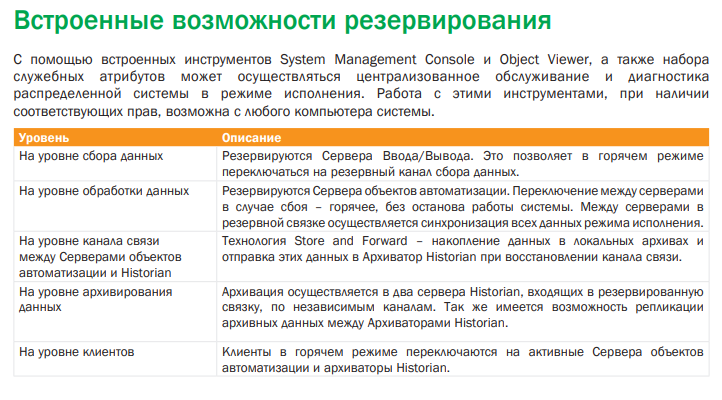 Встроенные возможности резервирования
С помощью встроенных инструментов System Management Console и Object Viewer, а также набора
служебных атрибутов может осуществляться централизованное обслуживание и диагностика
распределенной системы в режиме исполнения. Работа с этими инструментами, при наличии
соответствующих прав, возможна с любого компьютера системы.
Уровень Описание
На уровне сбора данных Резервируются Сервера Ввода/Вывода. Это позволяет в горячем режиме
переключаться на резервный канал сбора данных.
На уровне обработки данных Резервируются Сервера объектов автоматизации. Переключение между серверами
в случае сбоя – горячее, без останова работы системы. Между серверами в
резервной связке осуществляется синхронизация всех данных режима исполнения.
На уровне канала связи Технология Store and Forward – накопление данных в локальных архивах и
между Серверами объектов отправка этих данных в Архиватор Historian при восстановлении канала связи.
автоматизации и Historian
На уровне архивирования Архивация осуществляется в два сервера Historian, входящих в резервированную
данных связку, по независимым каналам. Так же имеется возможность репликации
архивных данных между Архиваторами Historian.
На уровне клиентов Клиенты в горячем режиме переключаются на активные Сервера объектов
автоматизации и архиваторы Historian.